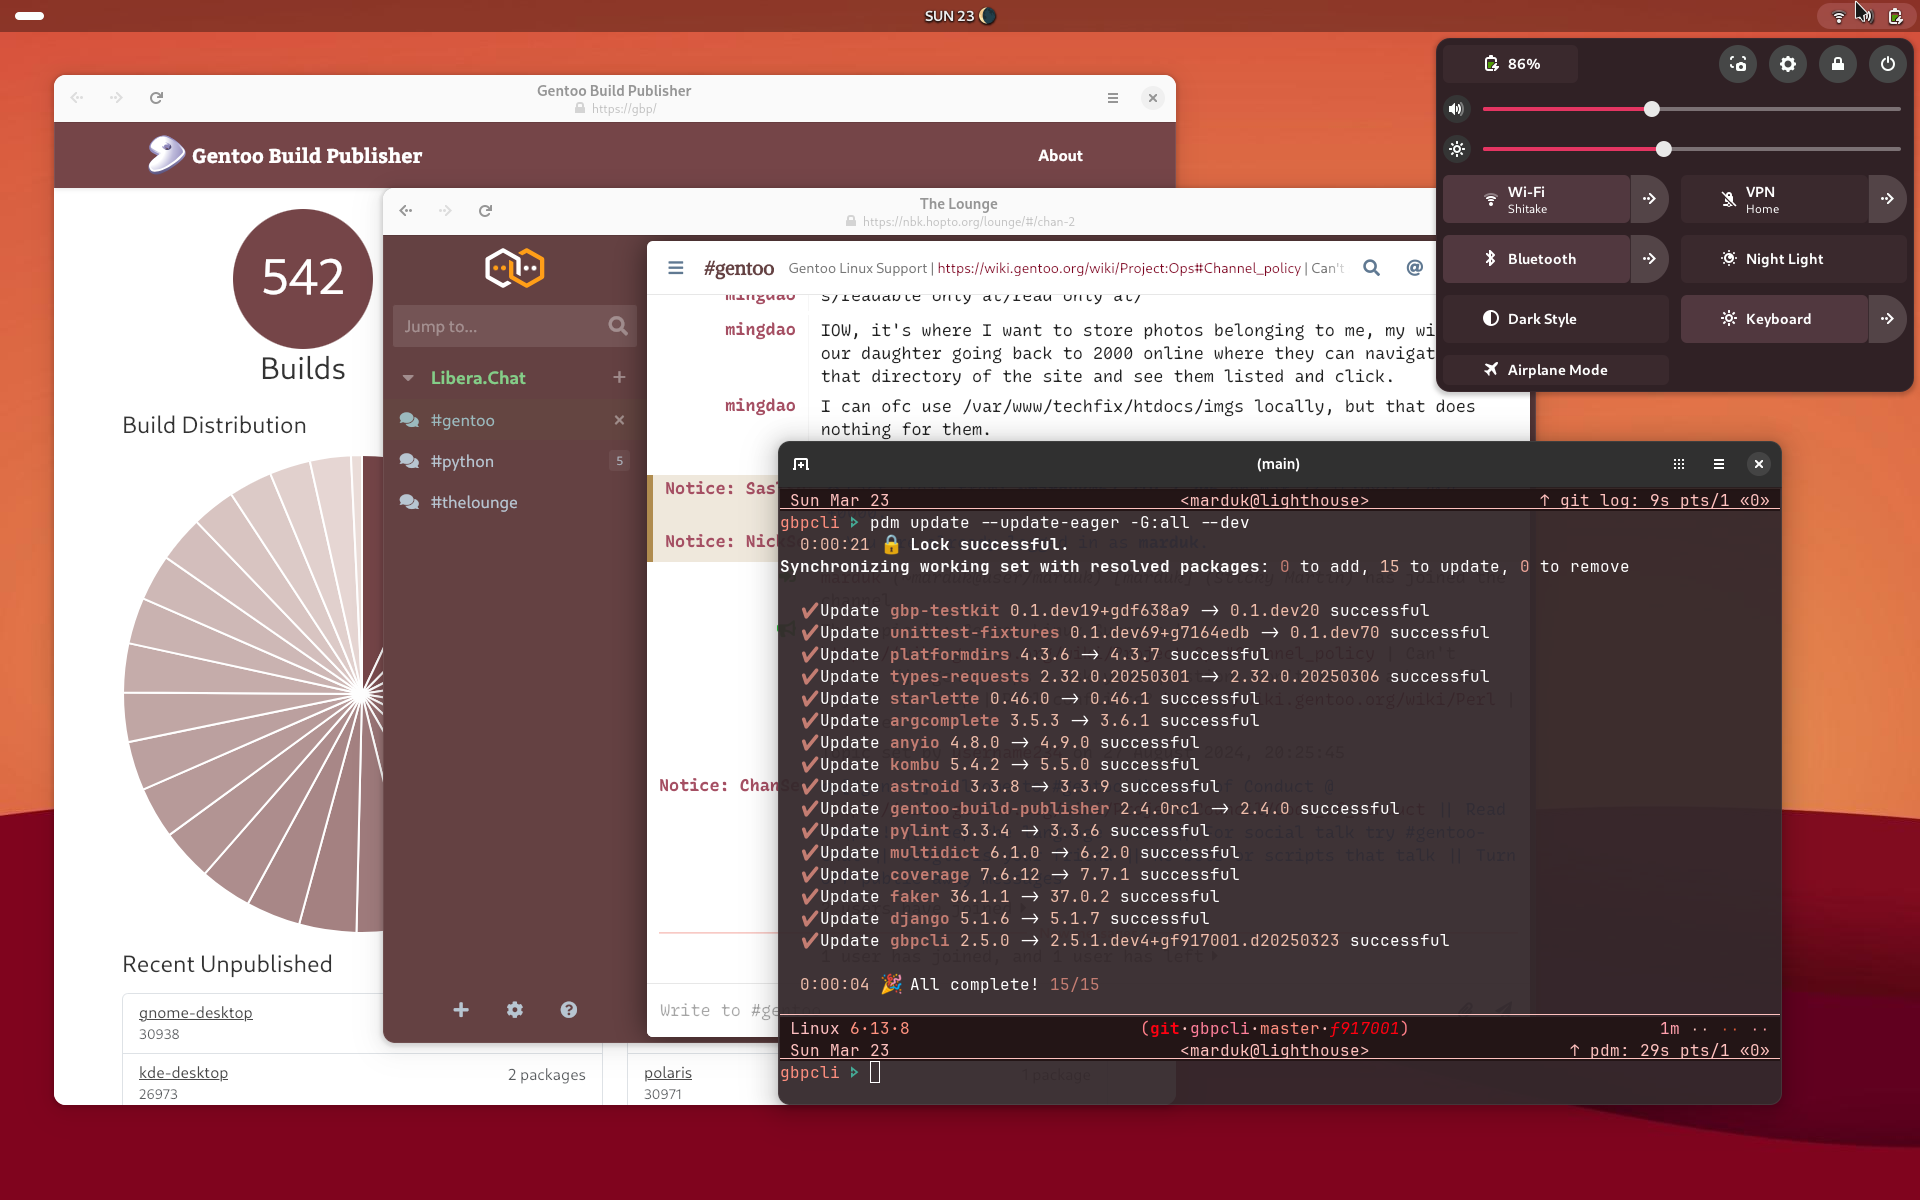 SUN 23
86%
Wi-Fi
Shitake
VPN
Home
Bluetooth
Night Light
Dark Style
Keyboard
Airplane Mode
Gentoo Build Publisher
https://gbp/
Gentoo Build Publisher
About
542
Builds
Build Distribution
Recent Unpublished
gnome-desktop
30938
kde-desktop
2 packages
26973
polaris
1 package
30971
The Lounge
https://nbk.hopto.org/lounge/#/chan-2
Jump to...
Libera.Chat
#gentoo
#python
5
#thelounge
#gentoo
Gentoo Linux Support | https://wiki.gentoo.org/wiki/Project:Ops#Channel_policy | Can't
mingdao s/readable only at/read only at/
mingdao IOW, it's where I want to store photos belonging to me, my wi
our daughter going back to 2000 online where they can navigat
that directory of the site and see them listed and click.
mingdao I can ofc use /var/www/techfix/htdocs/imgs locally, but that does
nothing for them.
Notice: Sas
Notice: Nick
in as marduk.
Notice: ChanSe
Write to #ge
(main)
Sun Mar 23 <marduk@lighthouse> ↑ git log: 9s pts/1 «0»
gbpcli ▹ pdm update --update-eager -G:all --dev
0:00:21 🔒 Lock successful.
Synchronizing working set with resolved packages: 0 to add, 15 to update, 0 to remove
✔Update gbp-testkit 0.1.dev19+gdf638a9 -> 0.1.dev20 successful
✔Update unittest-fixtures 0.1.dev69+g7164edb -> 0.1.dev70 successful
✔Update platformdirs 4.3.6 -> 4.3.7 successful
✔Update types-requests 2.32.0.20250301 -> 2.32.0.20250306 successful
✔Update starlette 0.46.0 -> 0.46.1 successful
✔Update argcomplete 3.5.3 -> 3.6.1 successful
✔Update anyio 4.8.0 -> 4.9.0 successful
✔Update kombu 5.4.2 -> 5.5.0 successful
✔Update astroid 3.3.8 -> 3.3.9 successful
✔Update gentoo-build-publisher 2.4.0rc1 -> 2.4.0 successful
✔Update pylint 3.3.4 -> 3.3.6 successful
✔Update multidict 6.1.0 -> 6.2.0 successful
✔Update coverage 7.6.12 -> 7.7.1 successful
✔Update faker 36.1.1 -> 37.0.2 successful
✔Update django 5.1.6 -> 5.1.7 successful
✔Update gbpcli 2.5.0 -> 2.5.1.dev4+gf917001.d20250323 successful
0:00:04 🎉 All complete! 15/15
Linux 6·13·8 (git·gbpcli·master·f917001) 1m ·· ·· ··
Sun Mar 23 <marduk@lighthouse> ↑ pdm: 29s pts/1 «0»
gbpcli ▹